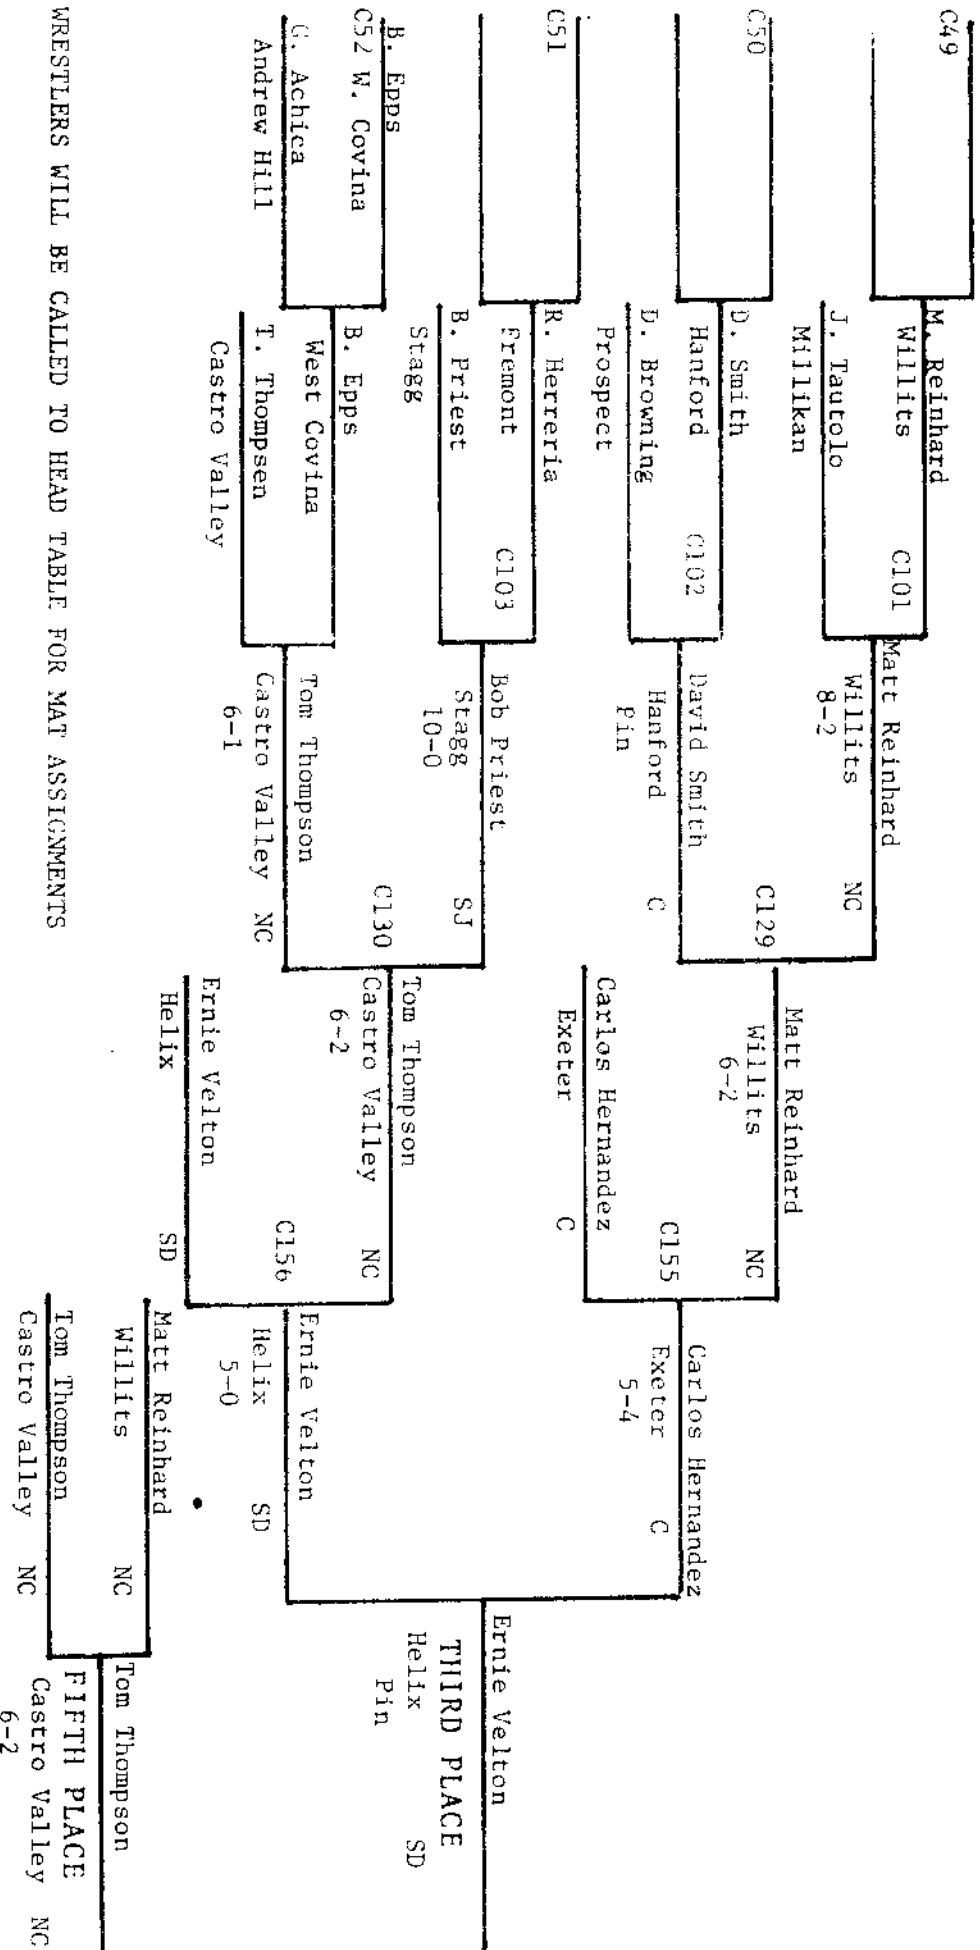 C49
C50
C51
B. Epps
C52 W. Covina
G. Achica
Andrew Hill
M. Reinhard
Willits
C101
J. Tautolo
Millikan
D. Smith
Hanford
C102
D. Browning
Prospect
R. Herreria
Fremont
C103
B. Priest
Stagg
B. Epps
West Covina
T. Thompsen
Castro Valley
Matt Reinhard
Willits NC
8-2
C129
David Smith
Hanford C
Pin
Bob Priest
Stagg SJ
10-0
C130
Tom Thompson
Castro Valley NC
6-1
Matt Reinhard
Willits NC
6-2
C155
Carlos Hernandez
Exeter C
Tom Thompson
Castro Valley NC
6-2
C156
Ernie Velton
Helix SD
Carlos Hernandez
Exeter C
5-4
Ernie Velton
Helix SD
5-0
Ernie Velton
THIRD PLACE
Helix SD
Pin
Matt Reinhard
Willits NC
Tom Thompson
Castro Valley NC
Tom Thompson
FIFTH PLACE
Castro Valley NC
6-2
WRESTLERS WILL BE CALLED TO HEAD TABLE FOR MAT ASSIGNMENTS